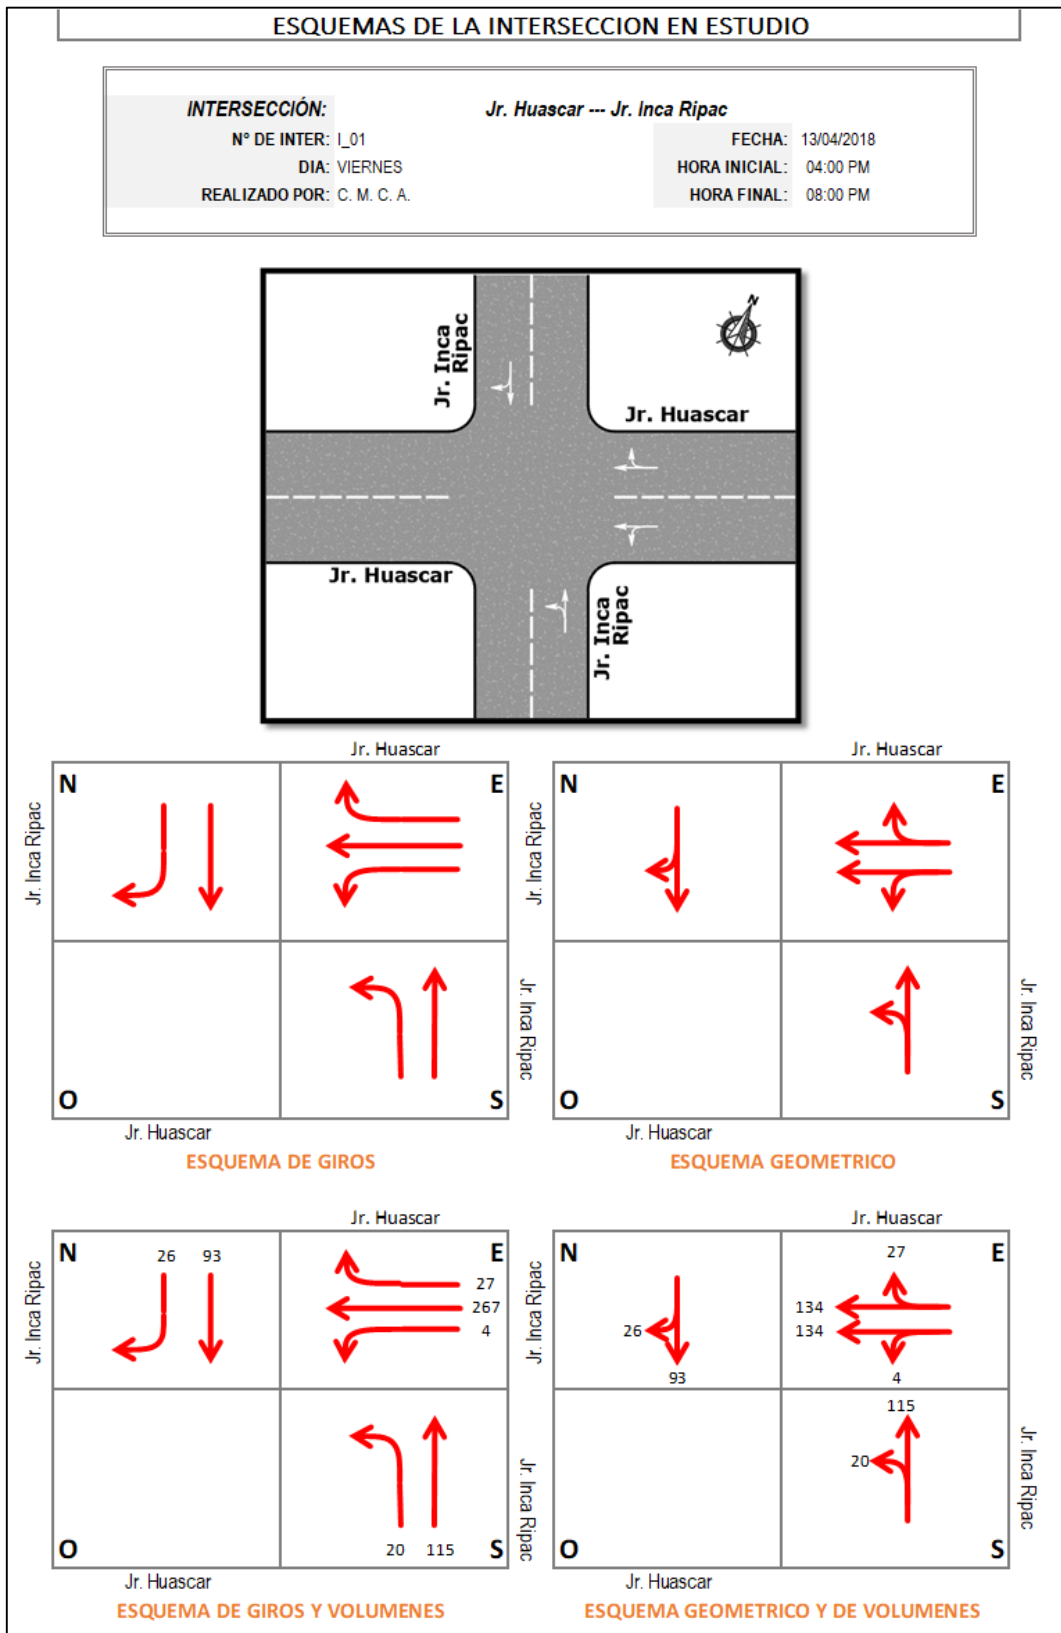 ESQUEMAS DE LA INTERSECCION EN ESTUDIO
INTERSECCIÓN: Jr. Huascar --- Jr. Inca Ripac
N° DE INTER: I_01 FECHA: 13/04/2018
DIA: VIERNES HORA INICIAL: 04:00 PM
REALIZADO POR: C. M. C. A. HORA FINAL: 08:00 PM
N
Jr. Inca
Ripac
Jr. Huascar
Jr. Huascar
Jr. Inca
Ripac
Jr. Huascar
N E
Jr. Inca Ripac
Jr. Inca Ripac
O S
Jr. Huascar
ESQUEMA DE GIROS
Jr. Huascar
N E
Jr. Inca Ripac
Jr. Inca Ripac
O S
Jr. Huascar
ESQUEMA GEOMETRICO
Jr. Huascar
N 26 93 E
27
267
4
Jr. Inca Ripac
Jr. Inca Ripac
20 115
O S
Jr. Huascar
ESQUEMA DE GIROS Y VOLUMENES
Jr. Huascar
N 27 E
134
26 134
93 4
Jr. Inca Ripac
115
20
Jr. Inca Ripac
O S
Jr. Huascar
ESQUEMA GEOMETRICO Y DE VOLUMENES